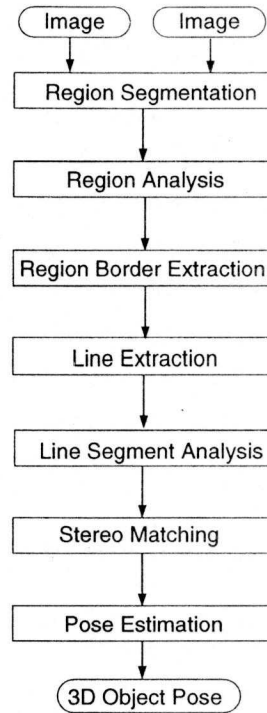 Image Image
Region Segmentation
Region Analysis
Region Border Extraction
Line Extraction
Line Segment Analysis
Stereo Matching
Pose Estimation
3D Object Pose